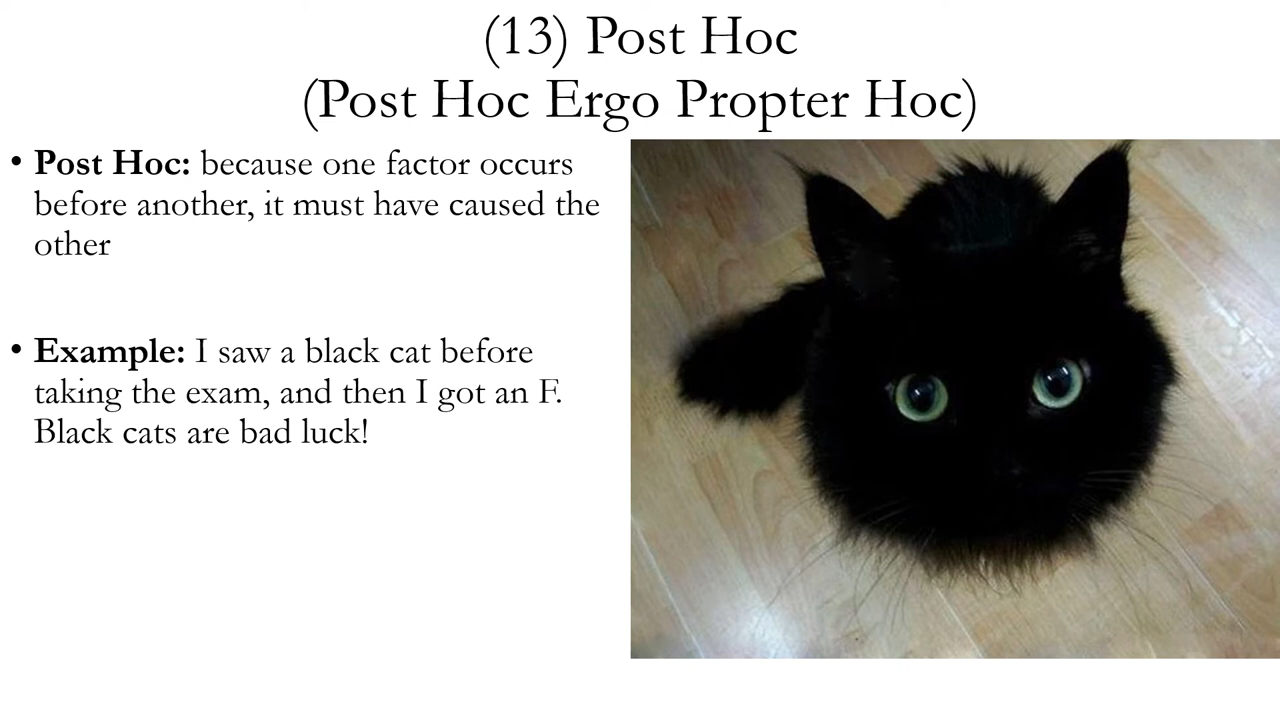 (13) Post Hoc
(Post Hoc Ergo Propter Hoc)
• Post Hoc: because one factor occurs
before another, it must have caused the
other
• Example: I saw a black cat before
taking the exam, and then I got an F.
Black cats are bad luck!